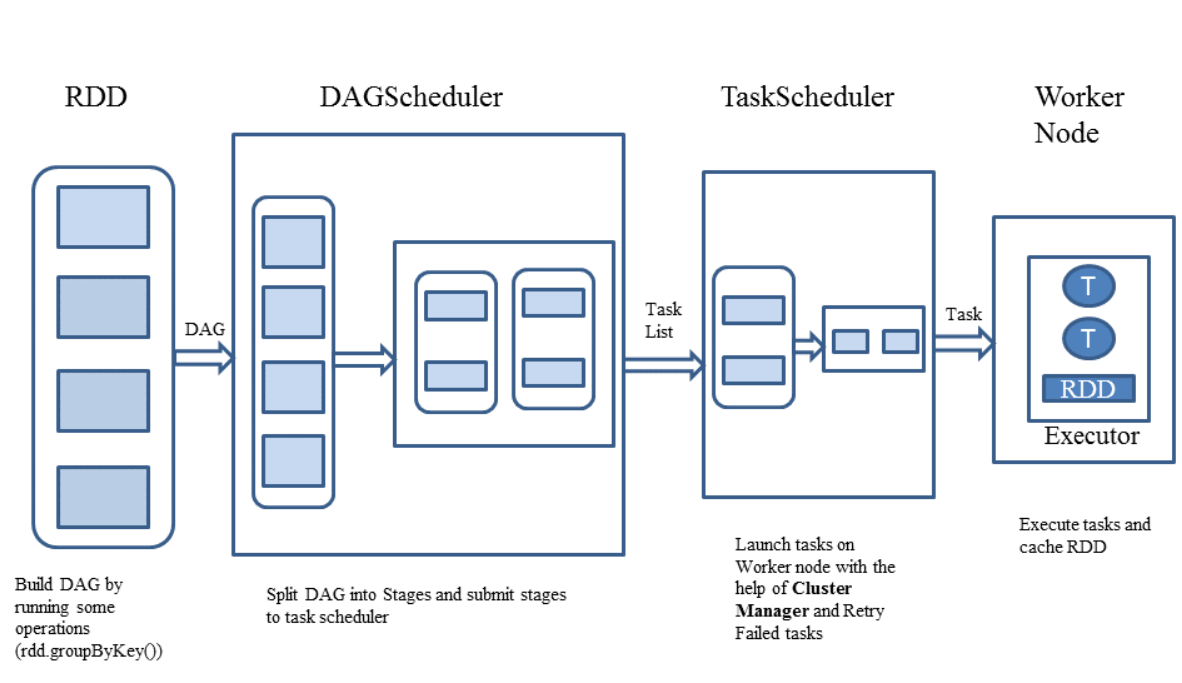 RDD
DAGScheduler
TaskScheduler
Worker
Node
DAG
Task
List
Task
T
T
RDD
Executor
Build DAG by
running some
operations
(rdd.groupByKey())
Split DAG into Stages and submit stages
to task scheduler
Launch tasks on
Worker node with the
help of Cluster
Manager and Retry
Failed tasks
Execute tasks and
cache RDD